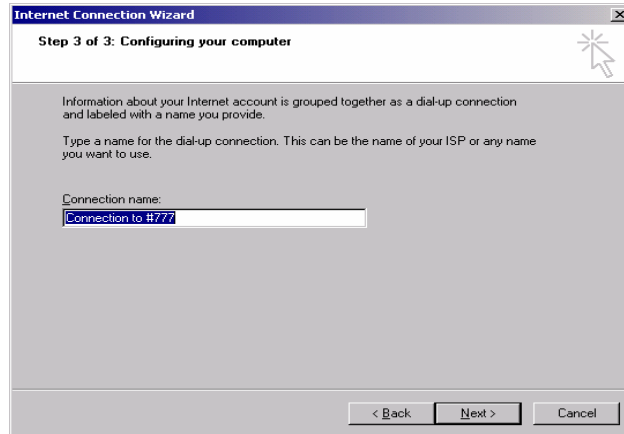 Internet Connection Wizard
Step 3 of 3: Configuring your computer
Information about your Internet account is grouped together as a dial-up connection
and labeled with a name you provide.
Type a name for the dial-up connection. This can be the name of your ISP or any name
you want to use.
Connection name:
Connection to #777
< Back Next > Cancel